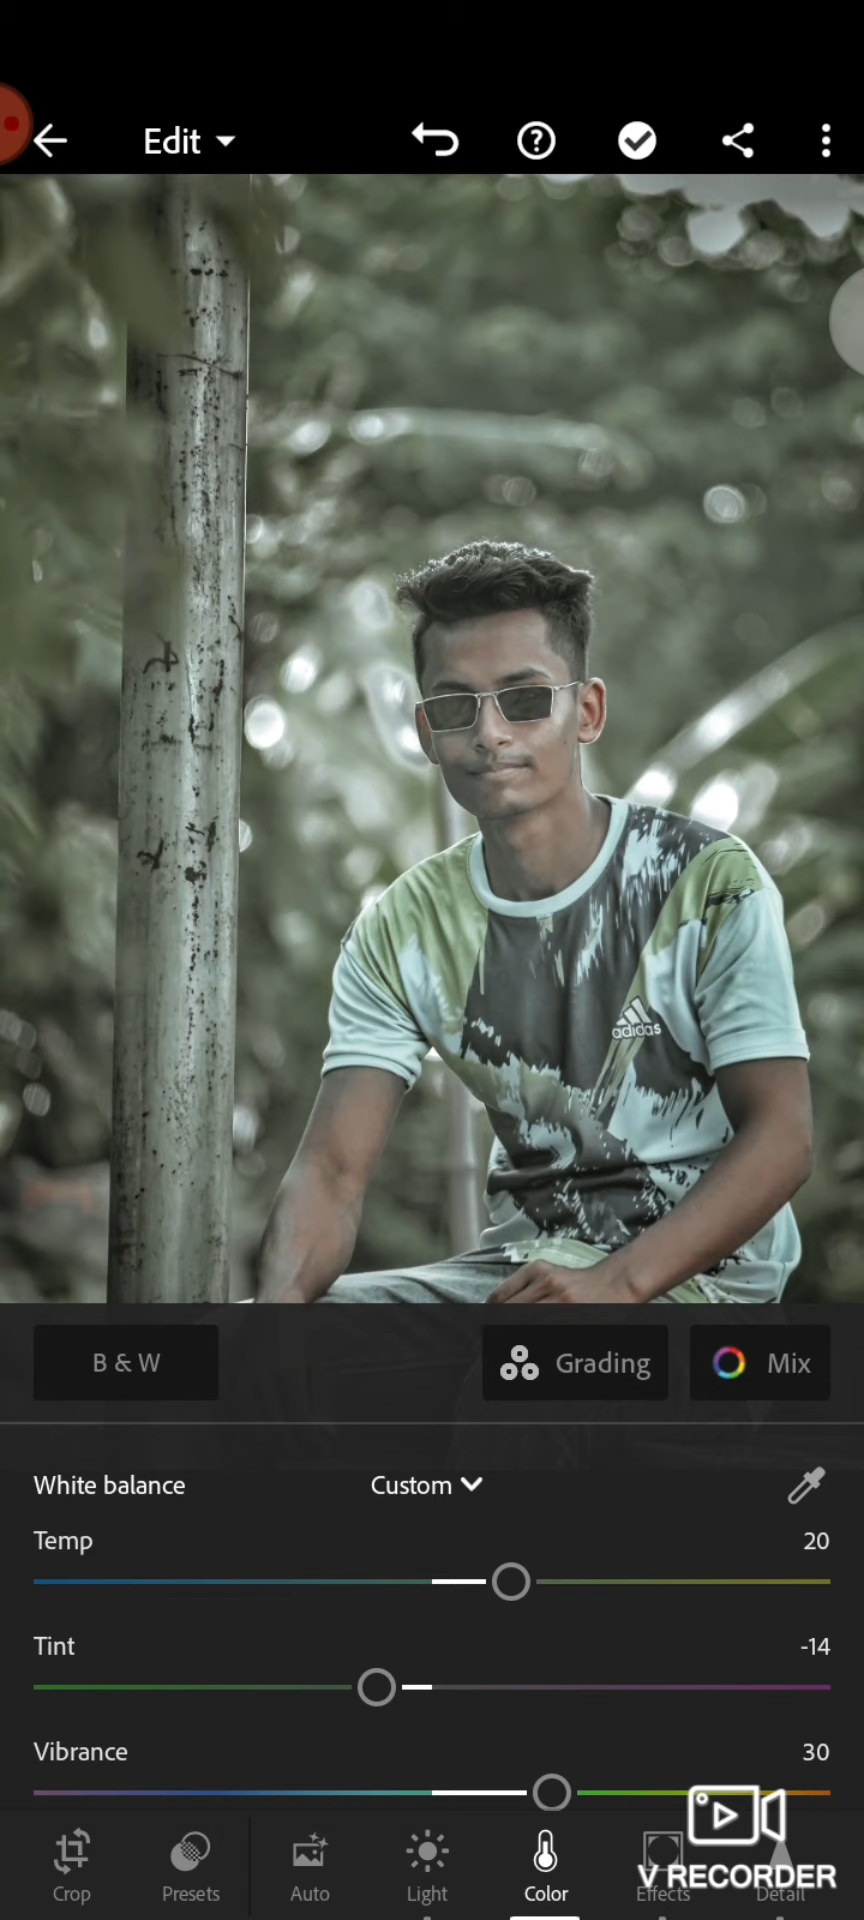 Edit
adidas
B & W
Grading
Mix
White balance
Custom
Temp
20
Tint
-14
Vibrance
30
Crop
Presets
Auto
Light
Color
Effects
Detail
V RECORDER